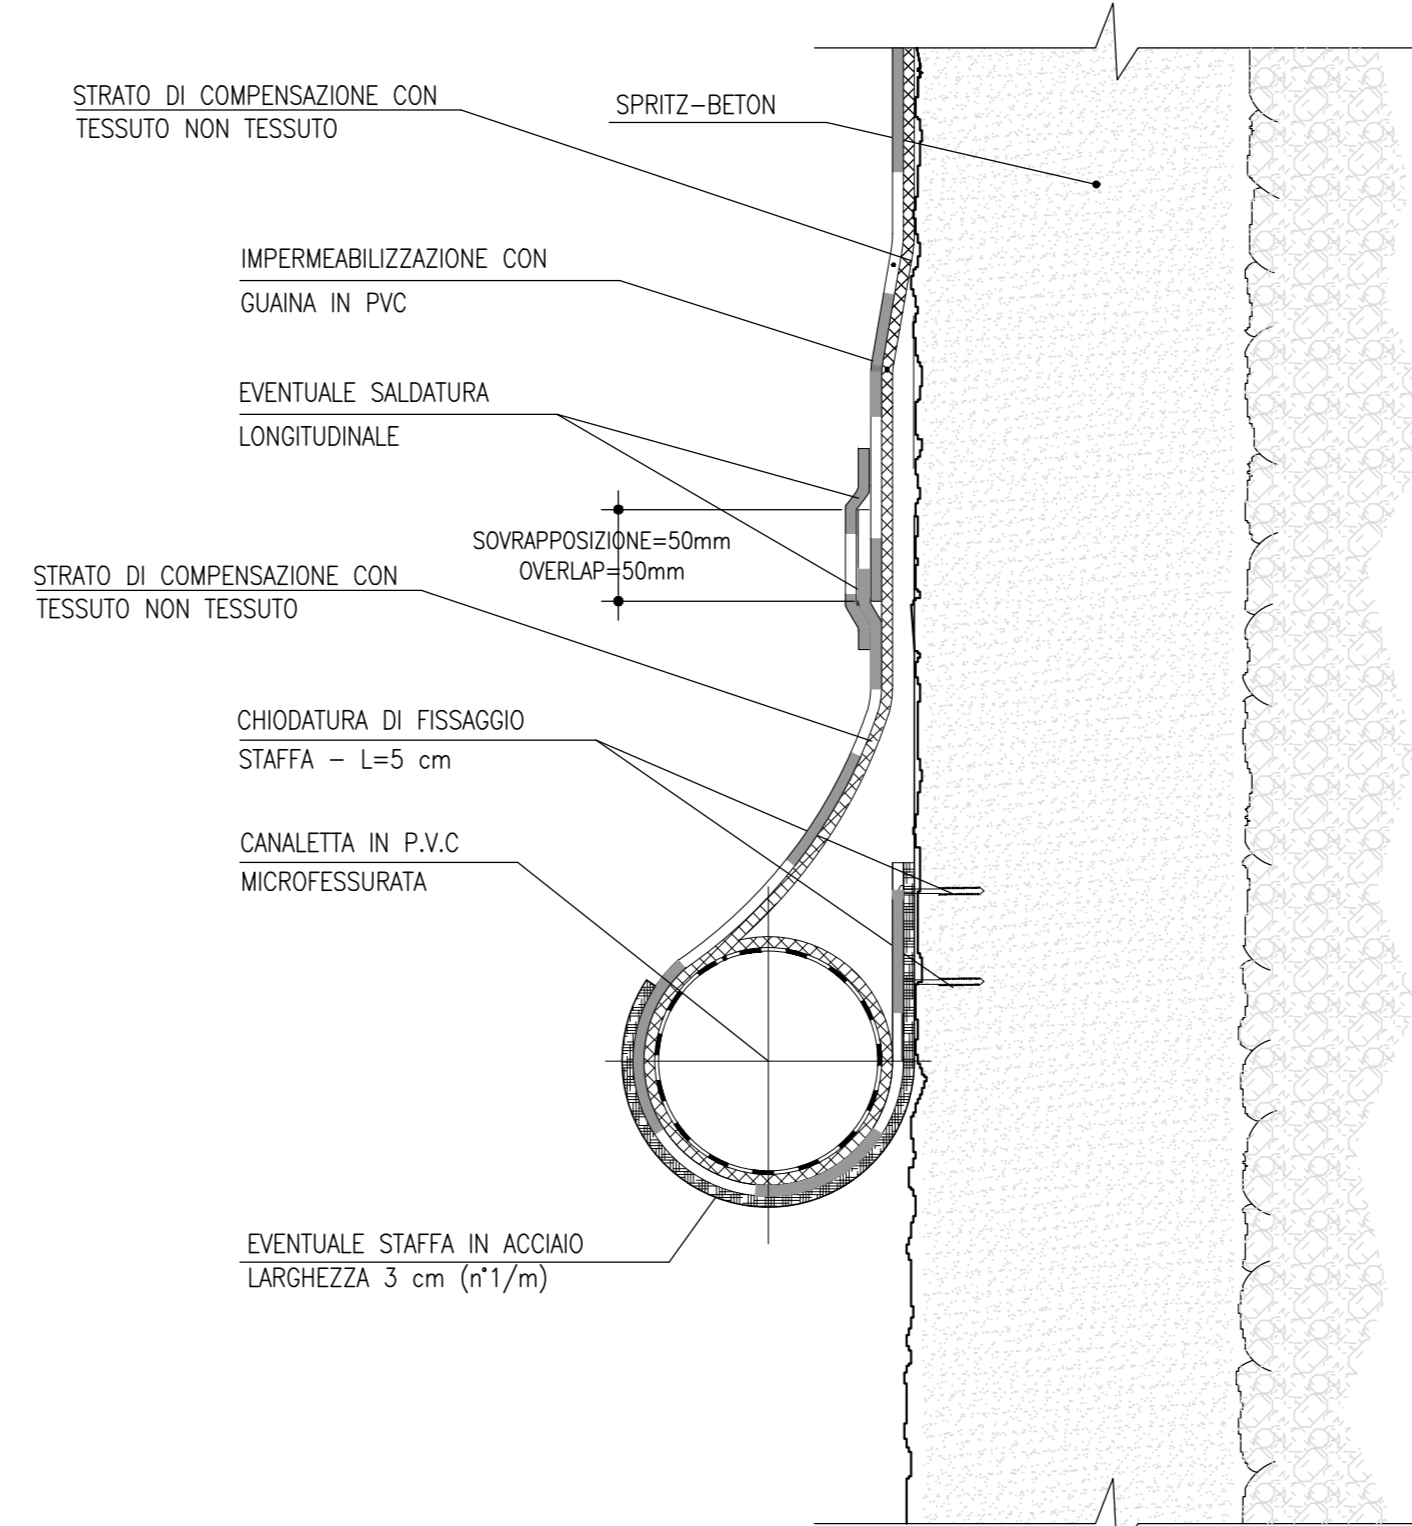 STRATO DI COMPENSAZIONE CON
TESSUTO NON TESSUTO
SPRITZ-BETON
IMPERMEABILIZZAZIONE CON
GUAINA IN PVC
EVENTUALE SALDATURA
LONGITUDINALE
SOVRAPPOSIZIONE=50mm
OVERLAP=50mm
STRATO DI COMPENSAZIONE CON
TESSUTO NON TESSUTO
CHIODATURA DI FISSAGGIO
STAFFA - L=5 cm
CANALETTA IN P.V.C
MICROFESSURATA
EVENTUALE STAFFA IN ACCIAIO
LARGHEZZA 3 cm (n°1/m)